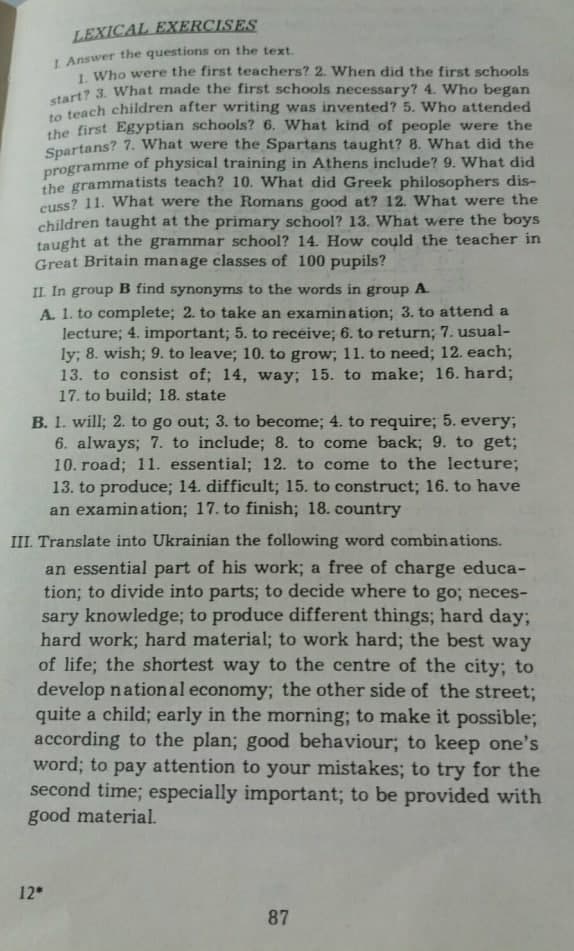 LEXICAL EXERCISES
I. Answer the questions on the text.
1. Who were the first teachers? 2. When did the first schools
start? 3. What made the first schools necessary? 4. Who began
to teach children after writing was invented? 5. Who attended
the first Egyptian schools? 6. What kind of people were the
Spartans? 7. What were the Spartans taught? 8. What did the
programme of physical training in Athens include? 9. What did
the grammatists teach? 10. What did Greek philosophers dis-
cuss? 11. What were the Romans good at? 12. What were the
children taught at the primary school? 13. What were the boys
taught at the grammar school? 14. How could the teacher in
Great Britain manage classes of 100 pupils?
II. In group B find synonyms to the words in group A.
A. 1. to complete; 2. to take an examination; 3. to attend a
lecture; 4. important; 5. to receive; 6. to return; 7. usual-
ly; 8. wish; 9. to leave; 10. to grow; 11. to need; 12. each;
13. to consist of; 14, way; 15. to make; 16. hard;
17. to build; 18. state
B. 1. will; 2. to go out; 3. to become; 4. to require; 5. every;
6. always; 7. to include; 8. to come back; 9. to get;
10. road; 11. essential; 12. to come to the lecture;
13. to produce; 14. difficult; 15. to construct; 16. to have
an examination; 17. to finish; 18. country
III. Translate into Ukrainian the following word combinations.
an essential part of his work; a free of charge educa-
tion; to divide into parts; to decide where to go; neces-
sary knowledge; to produce different things; hard day;
hard work; hard material; to work hard; the best way
of life; the shortest way to the centre of the city; to
develop national economy; the other side of the street;
quite a child; early in the morning; to make it possible;
according to the plan; good behaviour; to keep one's
word; to pay attention to your mistakes; to try for the
second time; especially important; to be provided with
good material.
12*
87